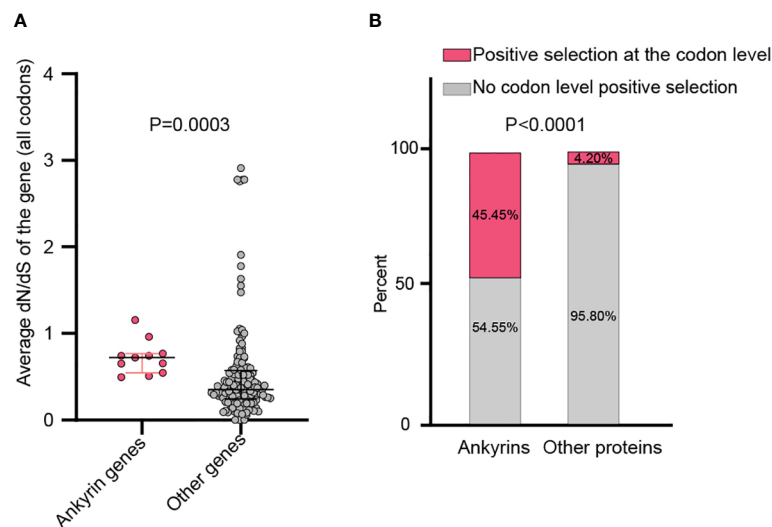 A
Average dN/dS of the gene (all codons)
4
3
2
1
0
P=0.0003
Ankyrin genes
Other genes
B
Positive selection at the codon level
No codon level positive selection
P<0.0001
Percent
100
50
0
45.45%
54.55%
4.20%
95.80%
Ankyrins
Other proteins